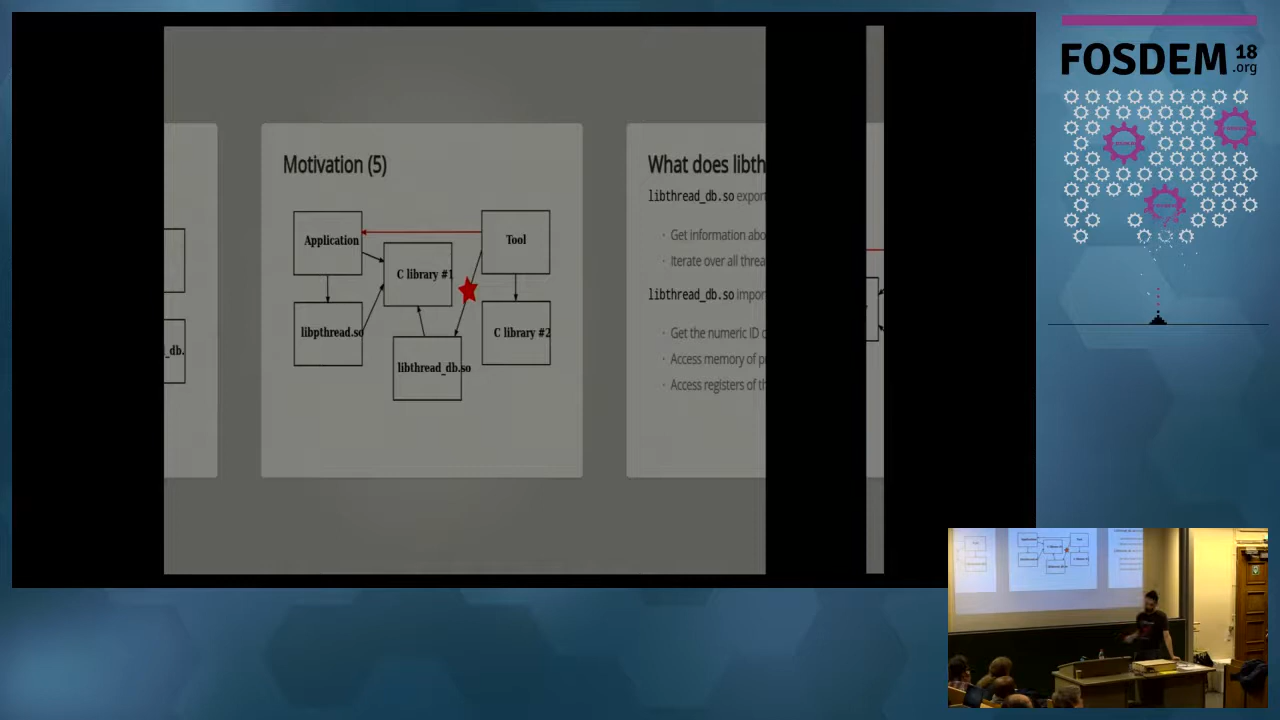 Motivation (5)
Application
Tool
C library #1
libpthread.so
C library #2
libthread_db.so
_db.
What does libth
libthread_db.so export
· Get information abo
· Iterate over all threa
libthread_db.so impor
· Get the numeric ID
· Access memory of p
· Access registers of th
FOSDEM 18
.org